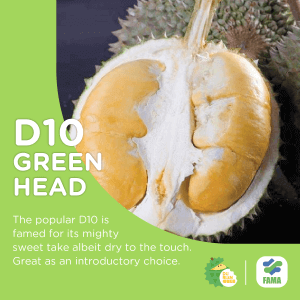 D10
GREEN
HEAD
The popular D10 is
famed for its mighty
sweet take albeit dry to the touch.
Great as an introductory choice.
FAMA